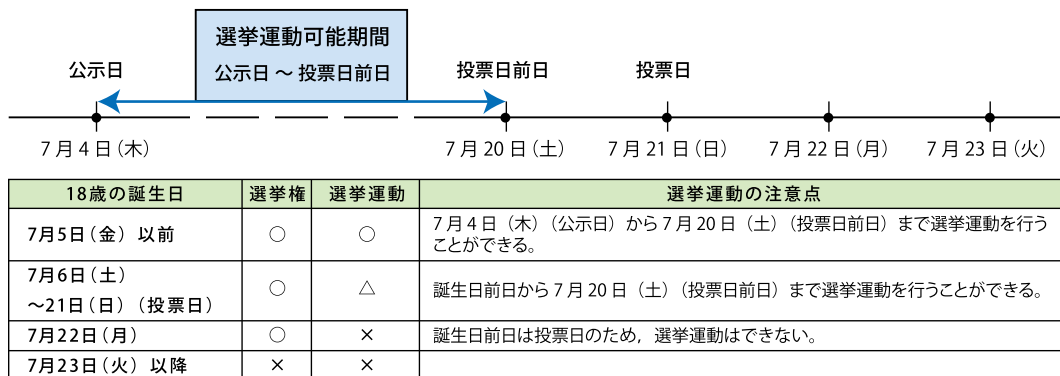 選挙運動可能期間
公示日 ～ 投票日前日
公示日
投票日前日
投票日
7月4日（木）
7月20日（土）
7月21日（日）
7月22日（月）
7月23日（火）
18歳の誕生日 選挙権 選挙運動 選挙運動の注意点
7月5日（金）以前 ○ ○ 7月4日（木）（公示日）から7月20日（土）（投票日前日）まで選挙運動を行う
ことができる。
7月6日（土）
～21日（日）（投票日） ○ △ 誕生日前日から7月20日（土）（投票日前日）まで選挙運動を行うことができる。
7月22日（月） ○ × 誕生日前日は投票日のため，選挙運動はできない。
7月23日（火）以降 × ×